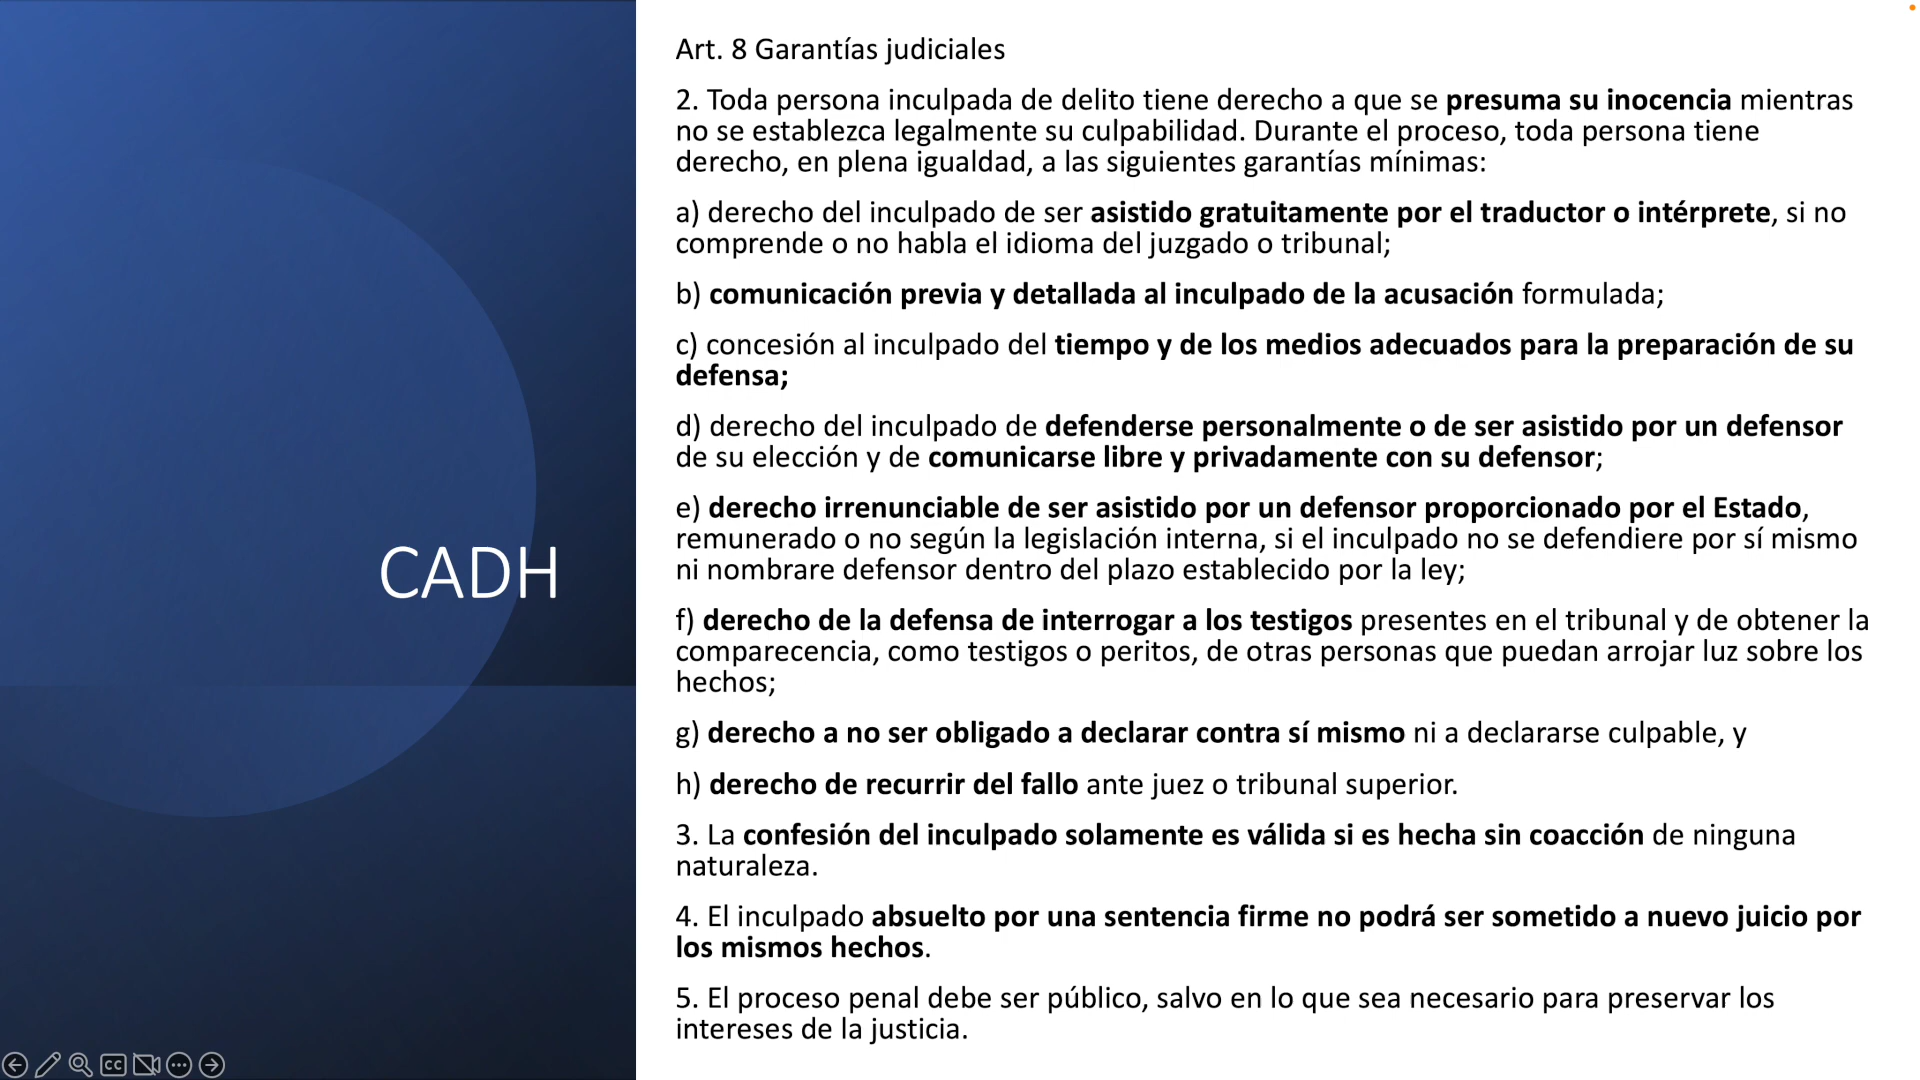 CADH
Art. 8 Garantías judiciales
2. Toda persona inculpada de delito tiene derecho a que se presuma su inocencia mientras
no se establezca legalmente su culpabilidad. Durante el proceso, toda persona tiene
derecho, en plena igualdad, a las siguientes garantías mínimas:
a) derecho del inculpado de ser asistido gratuitamente por el traductor o intérprete, si no
comprende o no habla el idioma del juzgado o tribunal;
b) comunicación previa y detallada al inculpado de la acusación formulada;
c) concesión al inculpado del tiempo y de los medios adecuados para la preparación de su
defensa;
d) derecho del inculpado de defenderse personalmente o de ser asistido por un defensor
de su elección y de comunicarse libre y privadamente con su defensor;
e) derecho irrenunciable de ser asistido por un defensor proporcionado por el Estado,
remunerado o no según la legislación interna, si el inculpado no se defendiere por sí mismo
ni nombrare defensor dentro del plazo establecido por la ley;
f) derecho de la defensa de interrogar a los testigos presentes en el tribunal y de obtener la
comparecencia, como testigos o peritos, de otras personas que puedan arrojar luz sobre los
hechos;
g) derecho a no ser obligado a declarar contra sí mismo ni a declararse culpable, y
h) derecho de recurrir del fallo ante juez o tribunal superior.
3. La confesión del inculpado solamente es válida si es hecha sin coacción de ninguna
naturaleza.
4. El inculpado absuelto por una sentencia firme no podrá ser sometido a nuevo juicio por
los mismos hechos.
5. El proceso penal debe ser público, salvo en lo que sea necesario para preservar los
intereses de la justicia.
CC